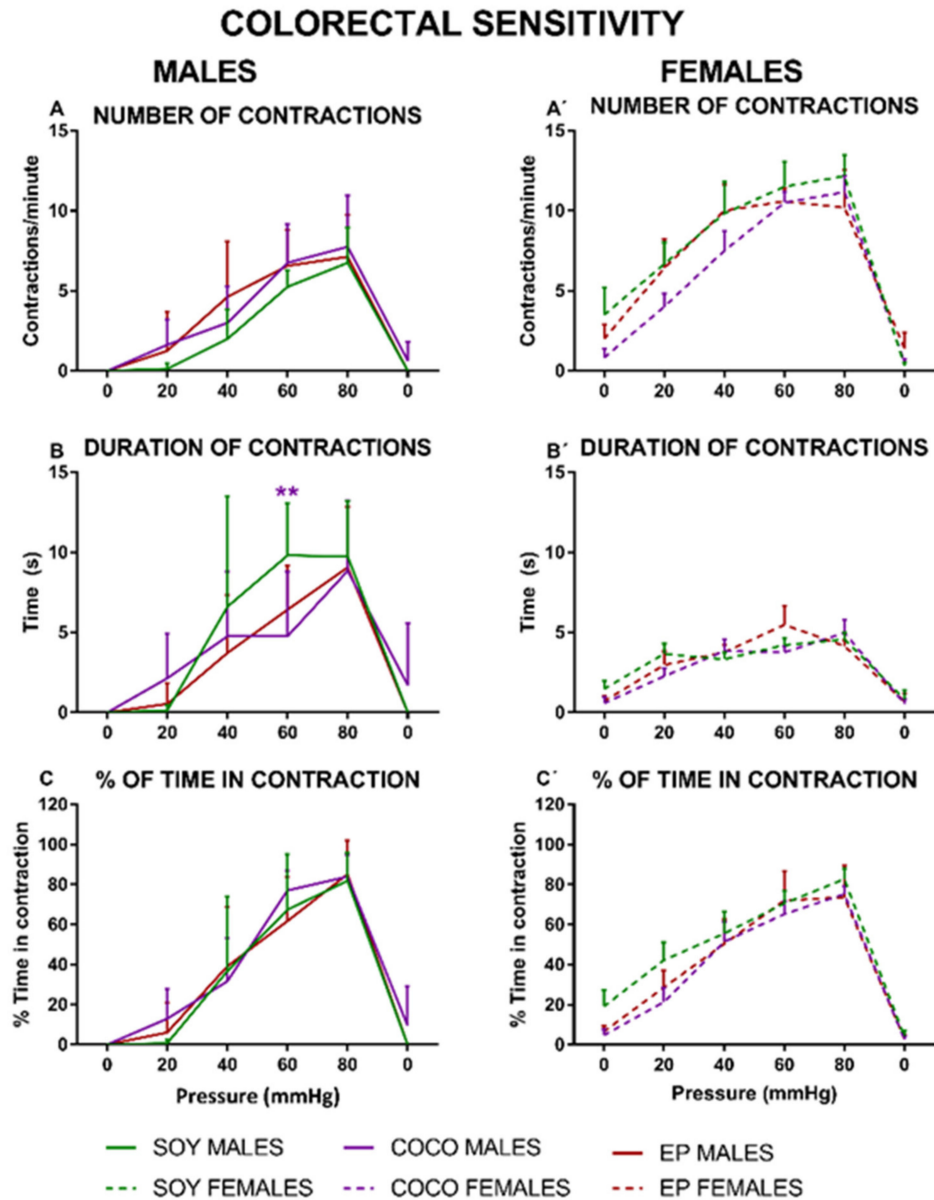 COLORECTAL SENSITIVITY
MALES
FEMALES
A
NUMBER OF CONTRACTIONS
A´
NUMBER OF CONTRACTIONS
15
10
5
0
Contractions/minute
0 20 40 60 80 0
15
10
5
0
Contractions/minute
0 20 40 60 80 0
B
DURATION OF CONTRACTIONS
B´
DURATION OF CONTRACTIONS
**
15
10
5
0
Time (s)
0 20 40 60 80 0
15
10
5
0
Time (s)
0 20 40 60 80 0
C
% OF TIME IN CONTRACTION
C´
% OF TIME IN CONTRACTION
120
100
80
60
40
20
0
% Time in contraction
0 20 40 60 80 0
Pressure (mmHg)
120
100
80
60
40
20
0
% Time in contraction
0 20 40 60 80 0
Pressure (mmHg)
SOY MALES
COCO MALES
EP MALES
SOY FEMALES
COCO FEMALES
EP FEMALES